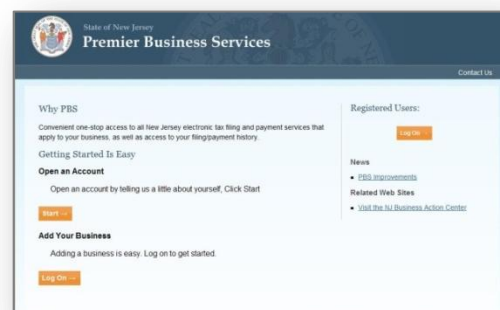 State of New Jersey
Premier Business Services
Contact Us
Why PBS
Convenient one-stop access to all New Jersey electronic tax filing and payment services that
apply to your business, as well as access to your filing/payment history.
Getting Started Is Easy
Open an Account
Open an account by telling us a little about yourself, Click Start
Start →
Add Your Business
Adding a business is easy. Log on to get started.
Log On →
Registered Users:
Log On →
News
• PBS Improvements
Related Web Sites
• Visit the NJ Business Action Center